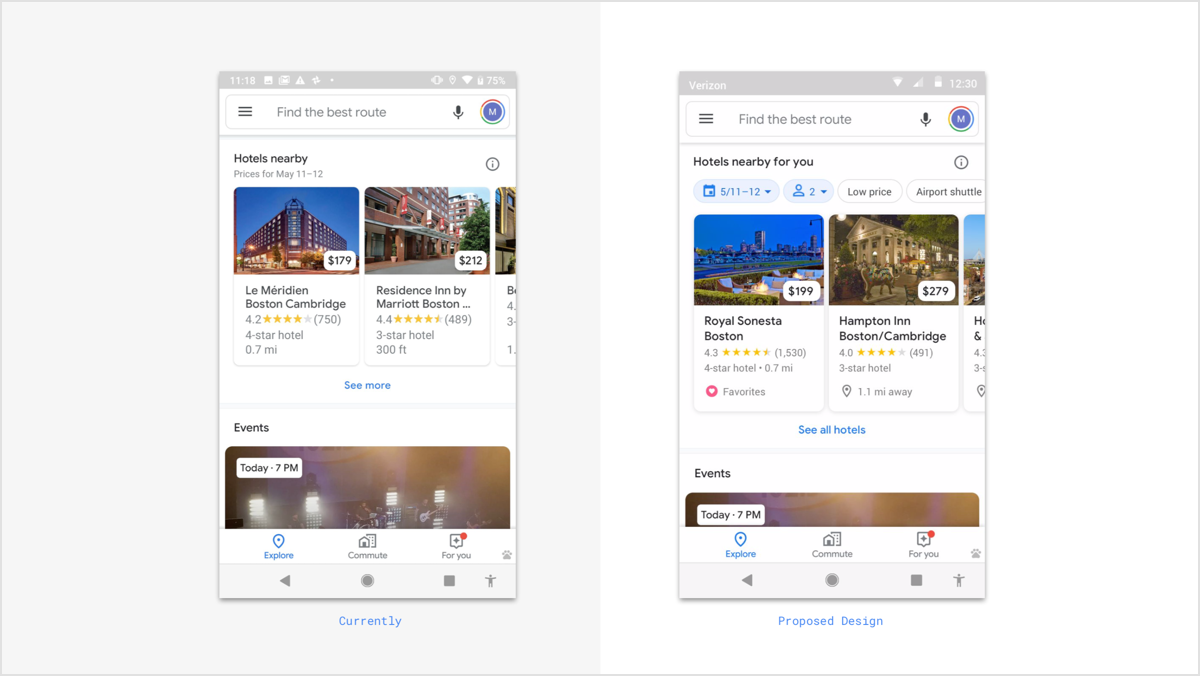 11:18
75%
Find the best route
M
Hotels nearby
Prices for May 11–12
$179
$212
Le Méridien
Boston Cambridge
4.2 (750)
4-star hotel
0.7 mi
Residence Inn by
Marriott Boston ...
4.4 (489)
3-star hotel
300 ft
B
4.
3-
1.
See more
Events
Today · 7 PM
Explore
Commute
For you
Currently
Verizon
12:30
Find the best route
M
Hotels nearby for you
5/11–12
2
Low price
Airport shuttle
$199
$279
Royal Sonesta
Boston
4.3 (1,530)
4-star hotel • 0.7 mi
Favorites
Hampton Inn
Boston/Cambridge
4.0 (491)
3-star hotel
1.1 mi away
H
&
4.3
3-s
See all hotels
Events
Today · 7 PM
Explore
Commute
For you
Proposed Design